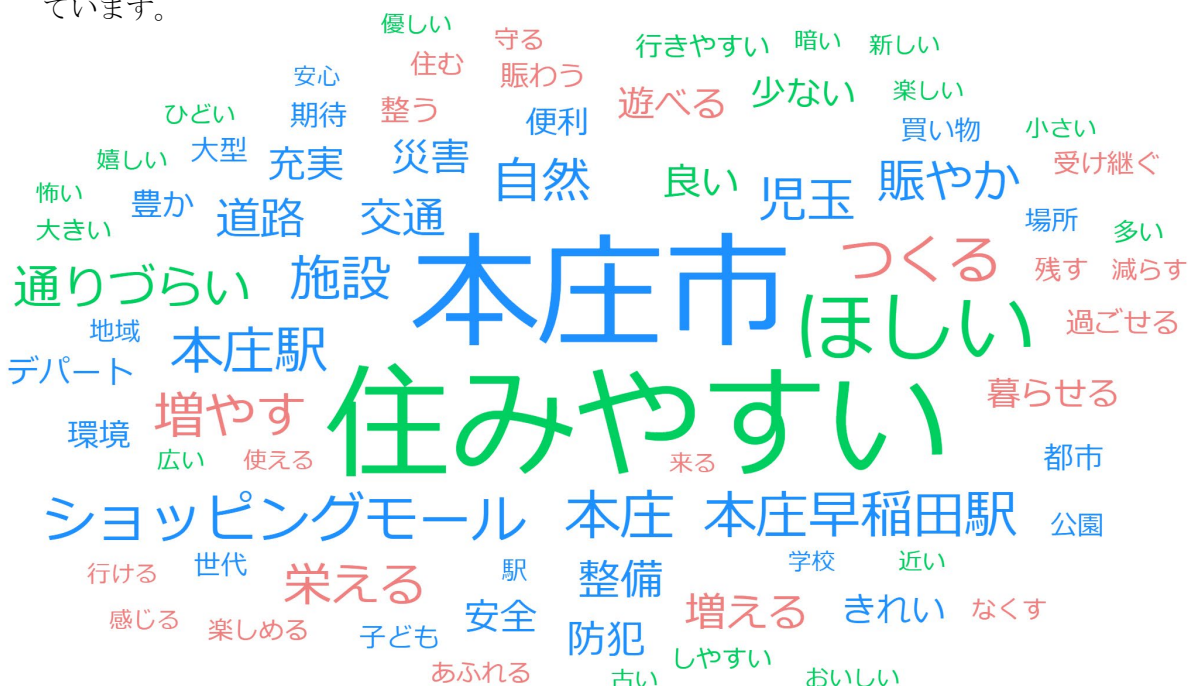 ています。
優しい
守る
行きやすい 暗い 新しい
住む 賑わう
安心
ひどい 期待 整う 便利 遊べる 少ない 楽しい
買い物 小さい
嬉しい 大型 充実 災害 自然 良い 児玉 賑やか 受け継ぐ
怖い 豊か 道路 交通 場所
大きい 多い
通りづらい 施設 本庄市 つくる 残す 減らす
地域 本庄駅 ほしい 過ごせる
デパート
増やす 住みやすい 暮らせる
環境 広い 使える 来る 都市
ショッピングモール 本庄 本庄早稲田駅 公園
行ける 世代 栄える 駅 整備 学校 近い
感じる 楽しめる 子ども 安全 防犯 増える きれい なくす
あふれる 古い しやすい おいしい